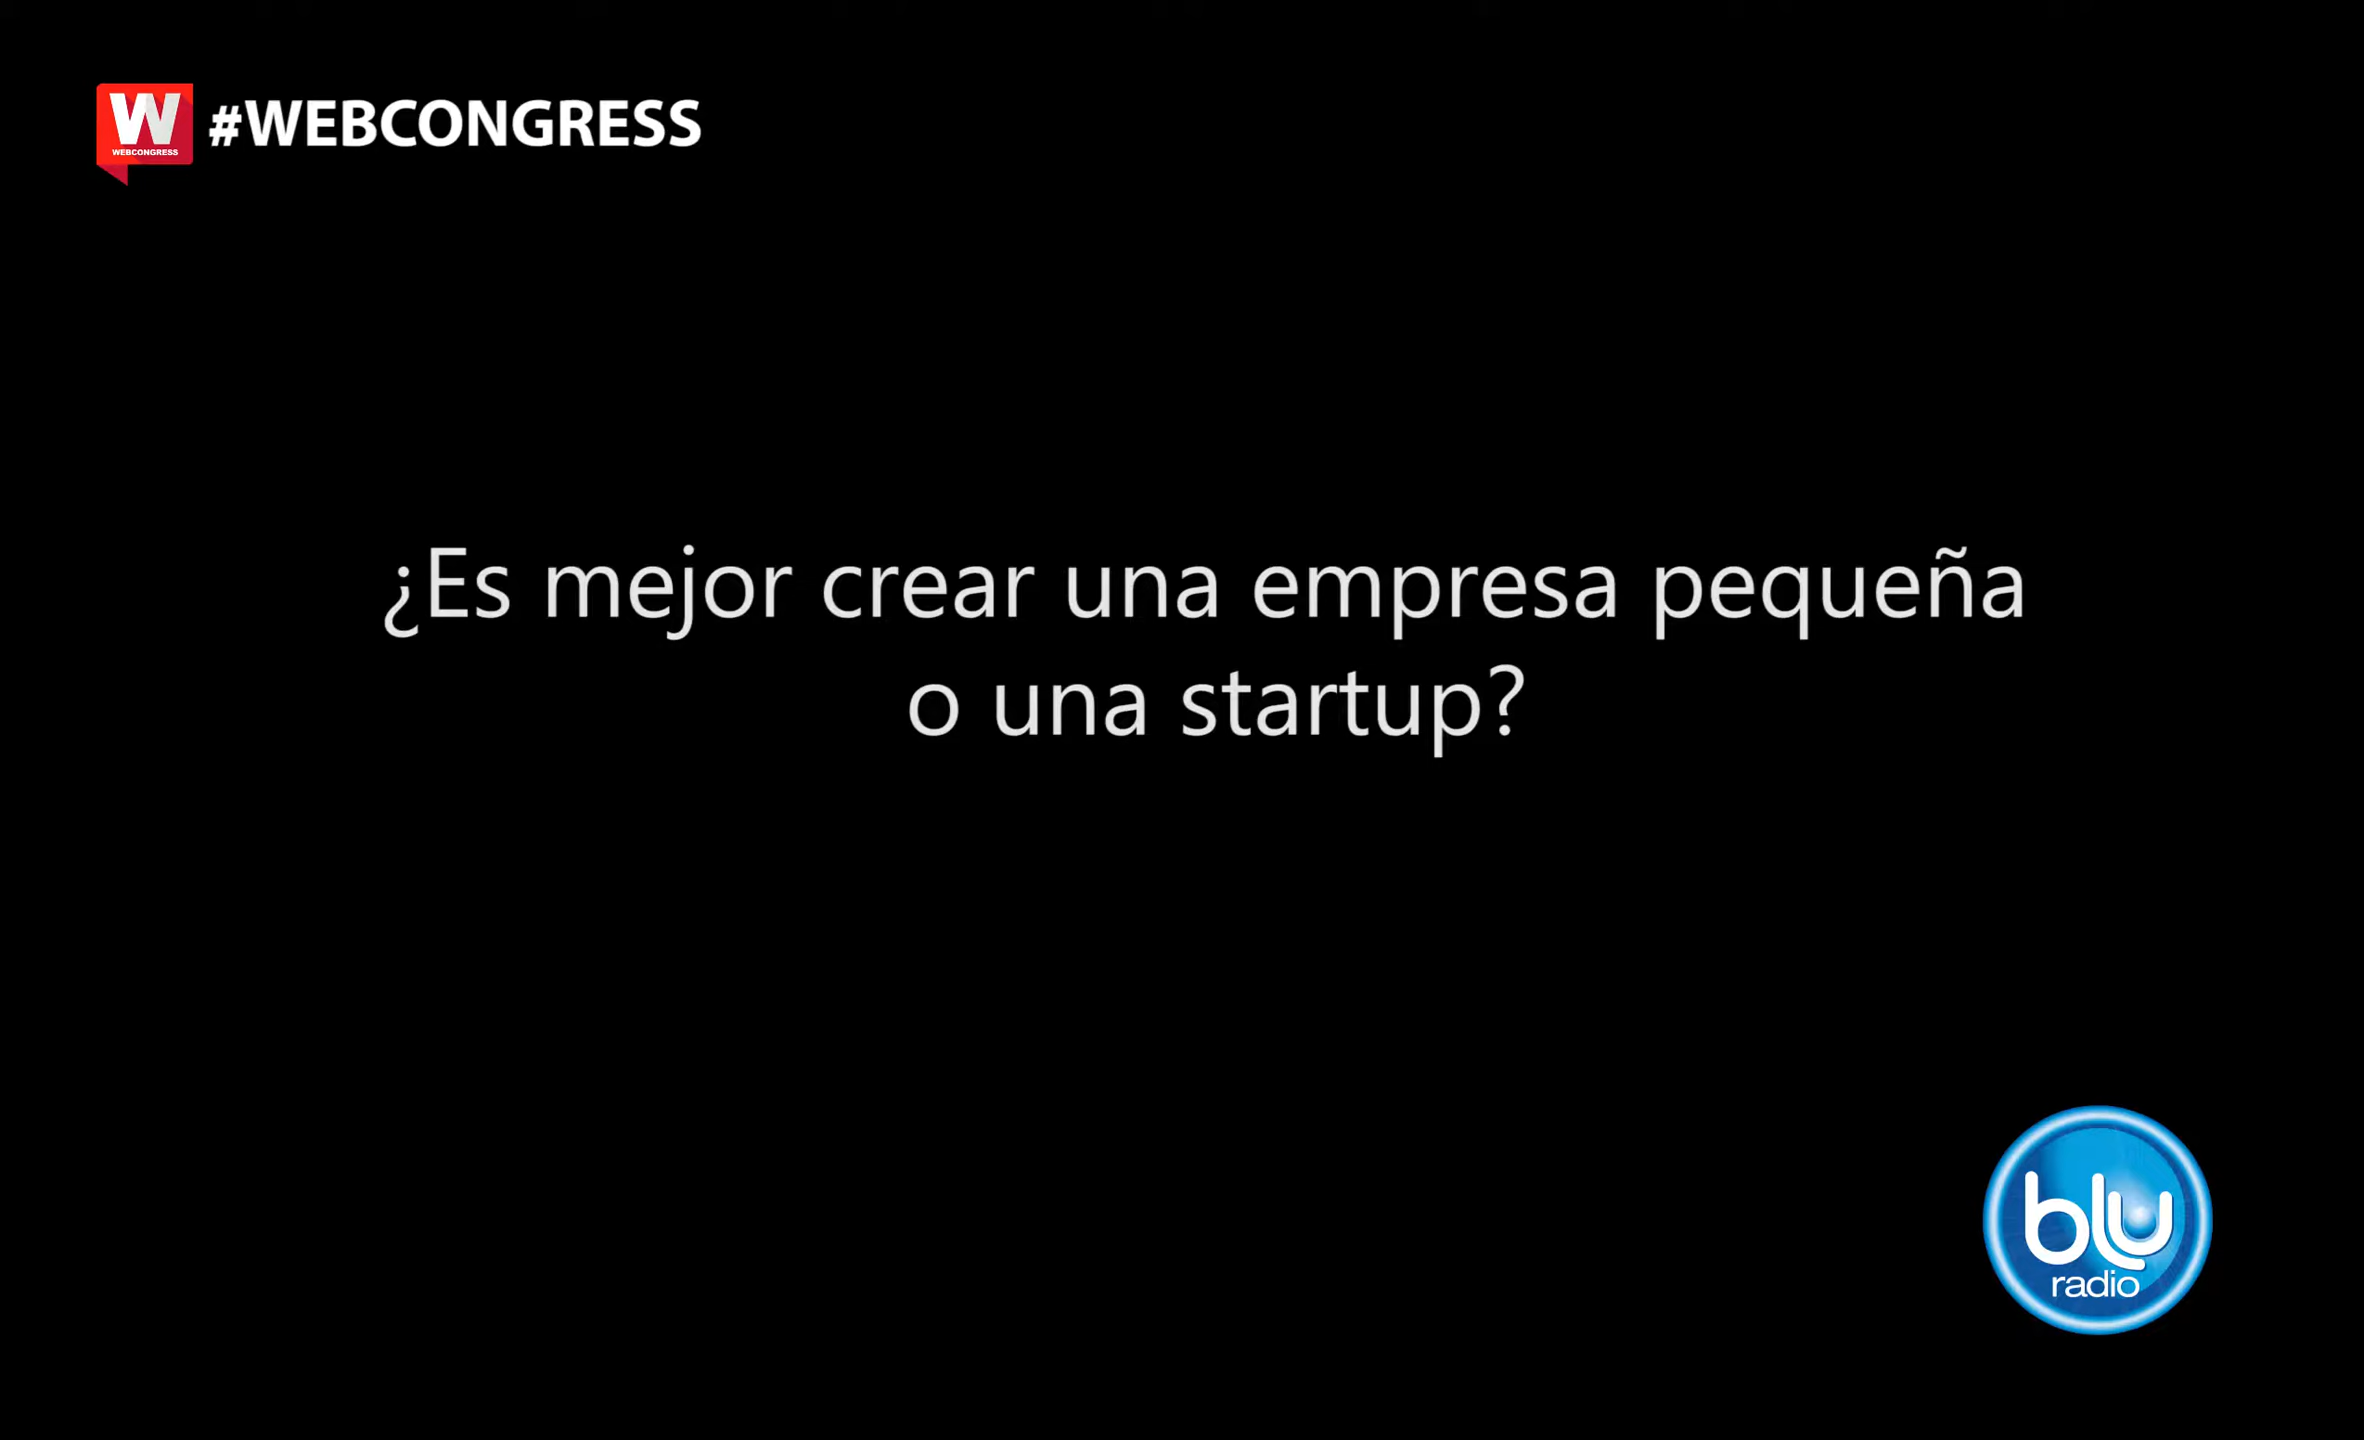 W
WEBCONGRESS
#WEBCONGRESS
¿Es mejor crear una empresa pequeña
o una startup?
blu
radio